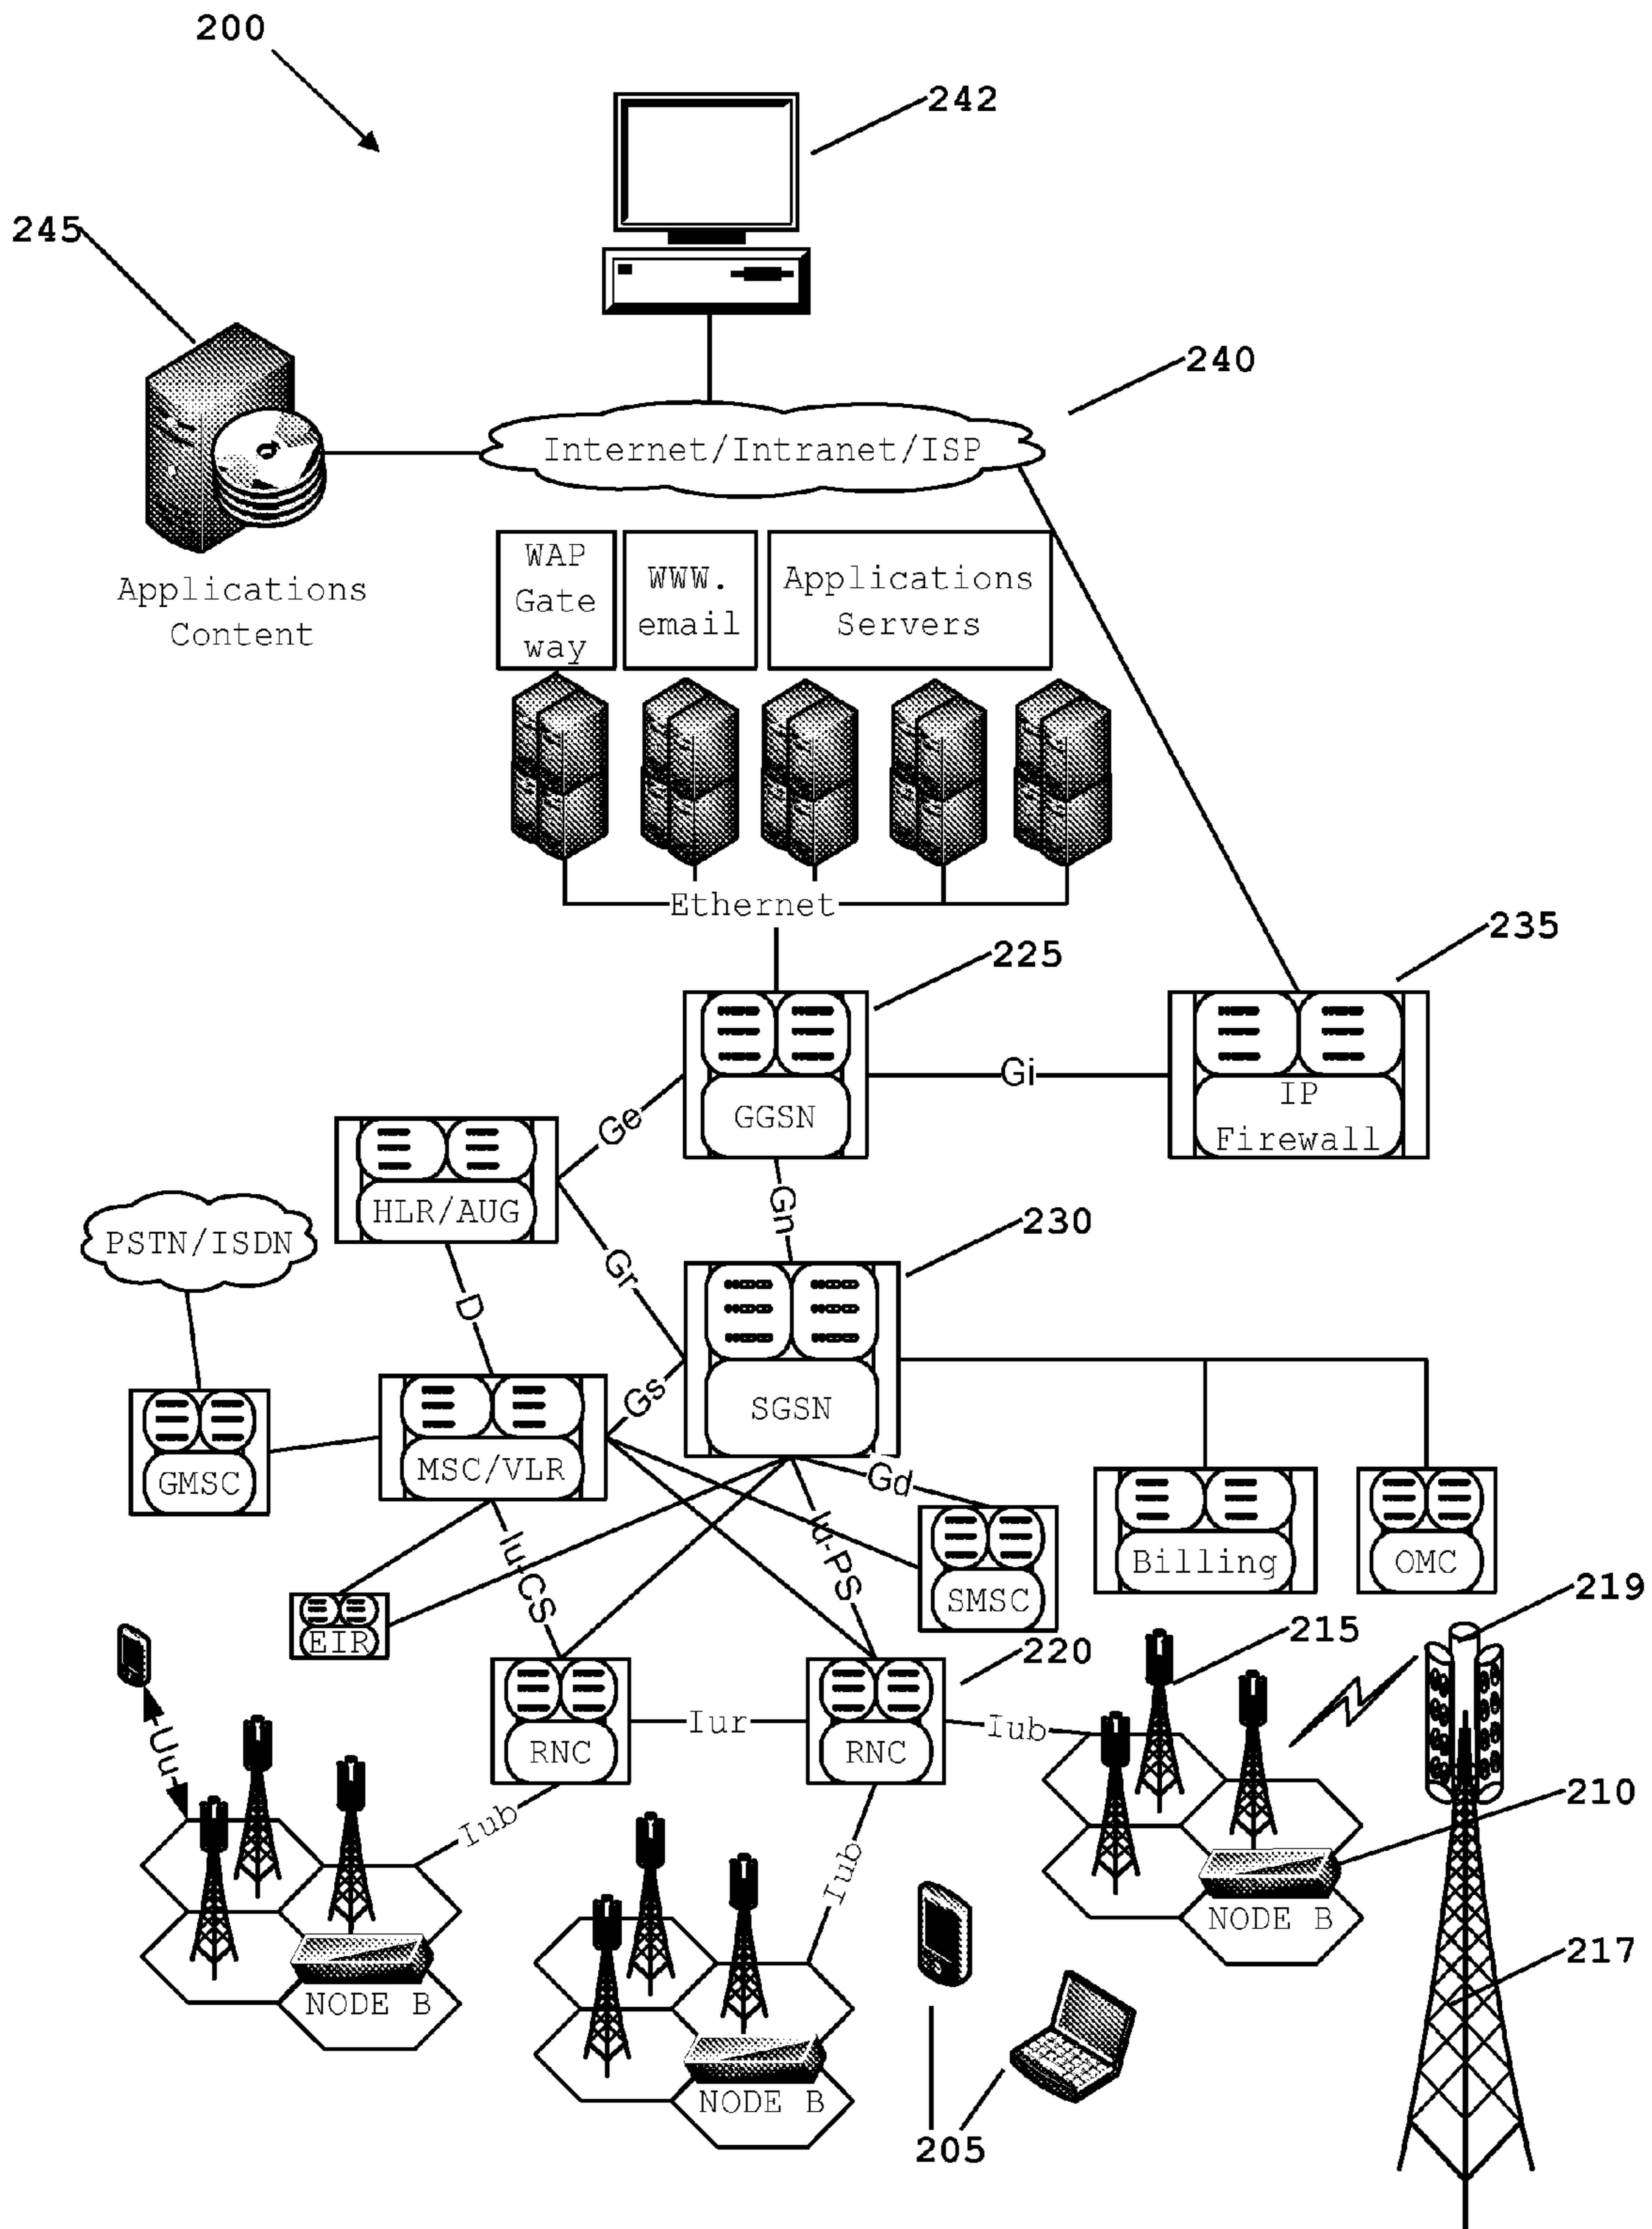 200
242
245
240
Internet/Intranet/ISP
Applications
Content
WAP
Gate
way
WWW.
email
Applications
Servers
Ethernet
225
235
GGSN
Gi
IP
Firewall
Ge
HLR/AUG
Gn
PSTN/ISDN
Gr
230
D
SGSN
Gs
GMSC
MSC/VLR
Gd
Iu-CS
Iu-PS
SMSC
Billing
OMC
219
EIR
215
220
RNC
Iur
RNC
Iub
Uu
Iub
Iub
210
NODE B
217
NODE B
NODE B
205